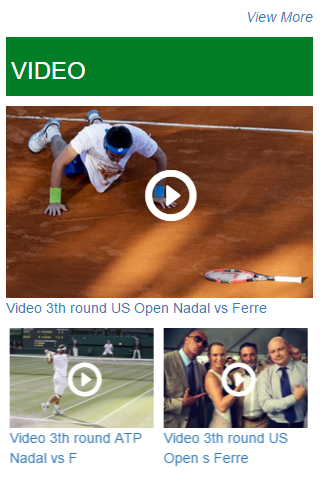 View More
VIDEO
Video 3th round US Open Nadal vs Ferre
Video 3th round ATP
Nadal vs F
Video 3th round US
Open s Ferre